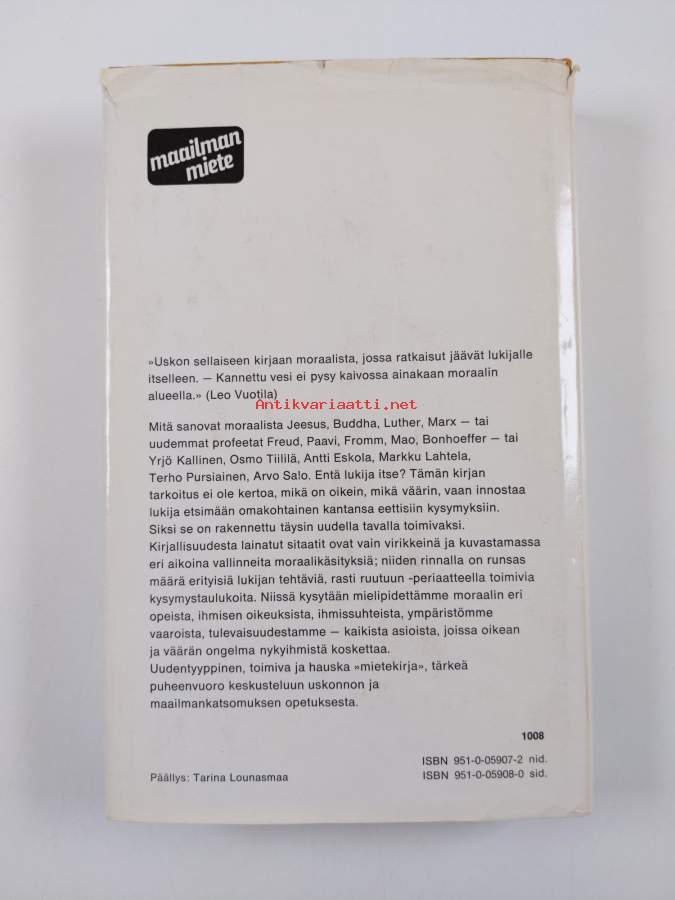 maailman
miete
»Uskon sellaiseen kirjaan moraalista, jossa ratkaisut jäävät lukijalle
itselleen. — Kannettu vesi ei pysy kaivossa ainakaan moraalin
alueella.» (Leo Vuotila)
Antikvariaatti.net
Mitä sanovat moraalista Jeesus, Buddha, Luther, Marx — tai
uudemmat profeetat Freud, Paavi, Fromm, Mao, Bonhoeffer — tai
Yrjö Kallinen, Osmo Tiililä, Antti Eskola, Markku Lahtela,
Terho Pursiainen, Arvo Salo. Entä lukija itse? Tämän kirjan
tarkoitus ei ole kertoa, mikä on oikein, mikä väärin, vaan innostaa
lukija etsimään omakohtainen kantansa eettisiin kysymyksiin.
Siksi se on rakennettu täysin uudella tavalla toimivaksi.
Kirjallisuudesta lainatut sitaatit ovat vain virikkeinä ja kuvastamassa
eri aikoina vallinneita moraalikäsityksiä; niiden rinnalla on runsas
määrä erityisiä lukijan tehtäviä, rasti ruutuun -periaatteella toimivia
kysymystaulukoita. Niissä kysytään mielipidettämme moraalin eri
opeista, ihmisen oikeuksista, ihmissuhteista, ympäristömme
vaaroista, tulevaisuudestamme — kaikista asioista, joissa oikean
ja väärän ongelma nykyihmistä koskettaa.
Uudentyyppinen, toimiva ja hauska »mietekirja», tärkeä
puheenvuoro keskusteluun uskonnon ja
maailmankatsomuksen opetuksesta.
1008
ISBN 951-0-05907-2 nid.
Päällys: Tarina Lounasmaa
ISBN 951-0-05908-0 sid.